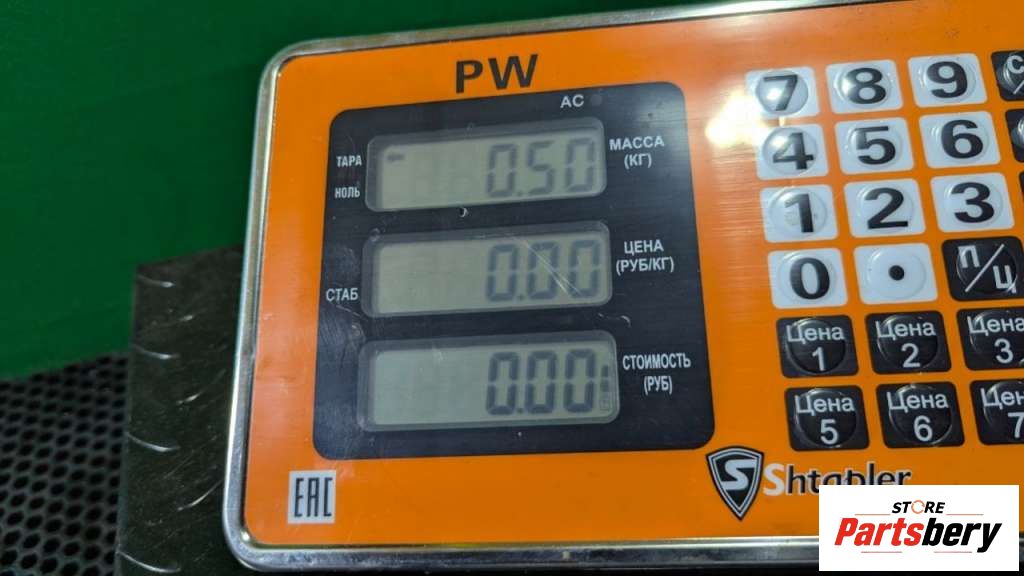 PW
AC
ТАРА
НОЛЬ
0.50
МАССА
(КГ)
СТАБ
0.00
ЦЕНА
(РУБ/КГ)
0.00
СТОИМОСТЬ
(РУБ)
7 8 9
4 5 6
1 2 3
0 • П/Ц
Цена 1
Цена 2
Цена 3
Цена 5
Цена 6
7
EAC
S Shtapler
STORE
Partsbery